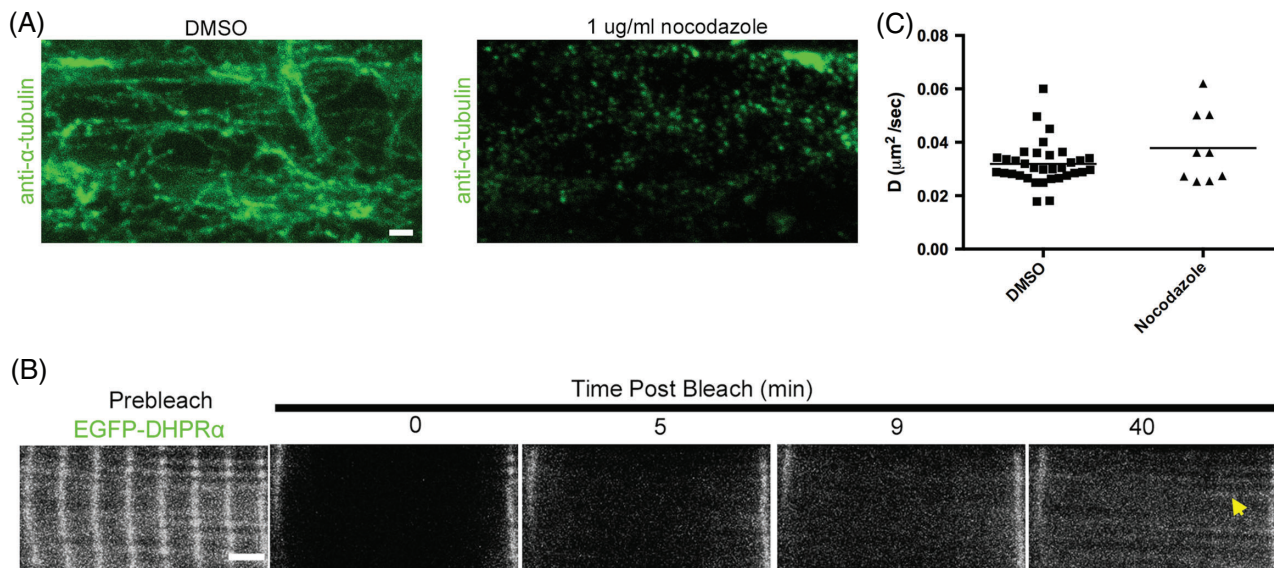 (A)
DMSO
1 ug/ml nocodazole
anti-α-tubulin
anti-α-tubulin
(C)
0.08
0.06
0.04
0.02
0.00
D (μm²/sec)
DMSO
Nocodazole
(B)
Time Post Bleach (min)
Prebleach
EGFP-DHPRα
0
5
9
40